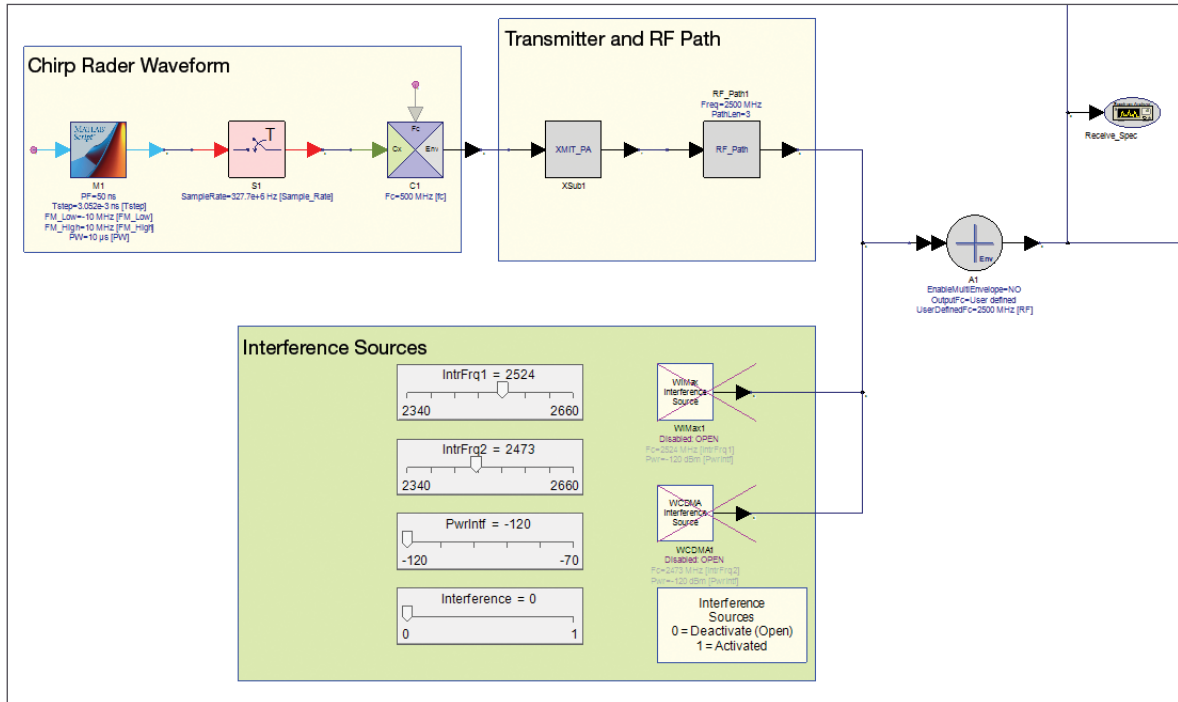 Chirp Rader Waveform
MATLAB
Script
M1
PF=50 ns
Tstep=3.052e-3 ns [Tstep]
FM_Low=-10 MHz [FM_Low]
FM_High=10 MHz [FM_High]
PW=10 µs [PW]
T
S1
SampleRate=327.7e+6 Hz [Sample_Rate]
Fc
Cx
Env
C1
Fc=500 MHz [fc]
Transmitter and RF Path
XMIT_PA
XSub1
RF_Path1
Freq=2500 MHz
PathLen=3
RF_Path
Receive_Spec
Env
A1
EnableMultiEnvelope=NO
OutputFc=User defined
UserDefinedFc=2500 MHz [RF]
Interference Sources
IntrFrq1 = 2524
2340
2660
IntrFrq2 = 2473
2340
2660
PwrIntf = -120
-120
-70
Interference = 0
0
1
WiMax
Interference
Source
WiMax1
Disabled: OPEN
Fc=2524 MHz [IntrFrq1]
Pwr=-120 dBm [PwrIntf]
WCDMA
Interference
Source
WCDMA1
Disabled: OPEN
Fc=2473 MHz [IntrFrq2]
Pwr=-120 dBm [PwrIntf]
Interference
Sources
0 = Deactivate (Open)
1 = Activated